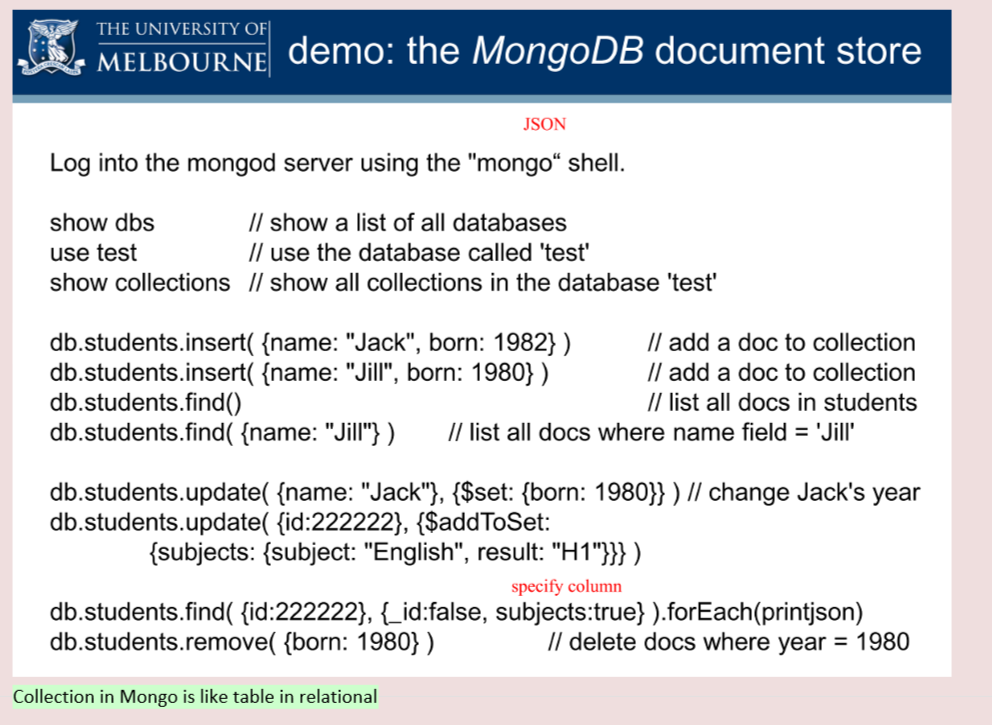 THE UNIVERSITY OF
MELBOURNE
demo: the MongoDB document store
JSON
Log into the mongod server using the "mongo“ shell.
show dbs // show a list of all databases
use test // use the database called 'test'
show collections // show all collections in the database 'test'
db.students.insert( {name: "Jack", born: 1982} ) // add a doc to collection
db.students.insert( {name: "Jill", born: 1980} ) // add a doc to collection
db.students.find() // list all docs in students
db.students.find( {name: "Jill"} ) // list all docs where name field = 'Jill'
db.students.update( {name: "Jack"}, {$set: {born: 1980}} ) // change Jack's year
db.students.update( {id:222222}, {$addToSet:
{subjects: {subject: "English", result: "H1"}}} )
specify column
db.students.find( {id:222222}, {_id:false, subjects:true} ).forEach(printjson)
db.students.remove( {born: 1980} ) // delete docs where year = 1980
Collection in Mongo is like table in relational